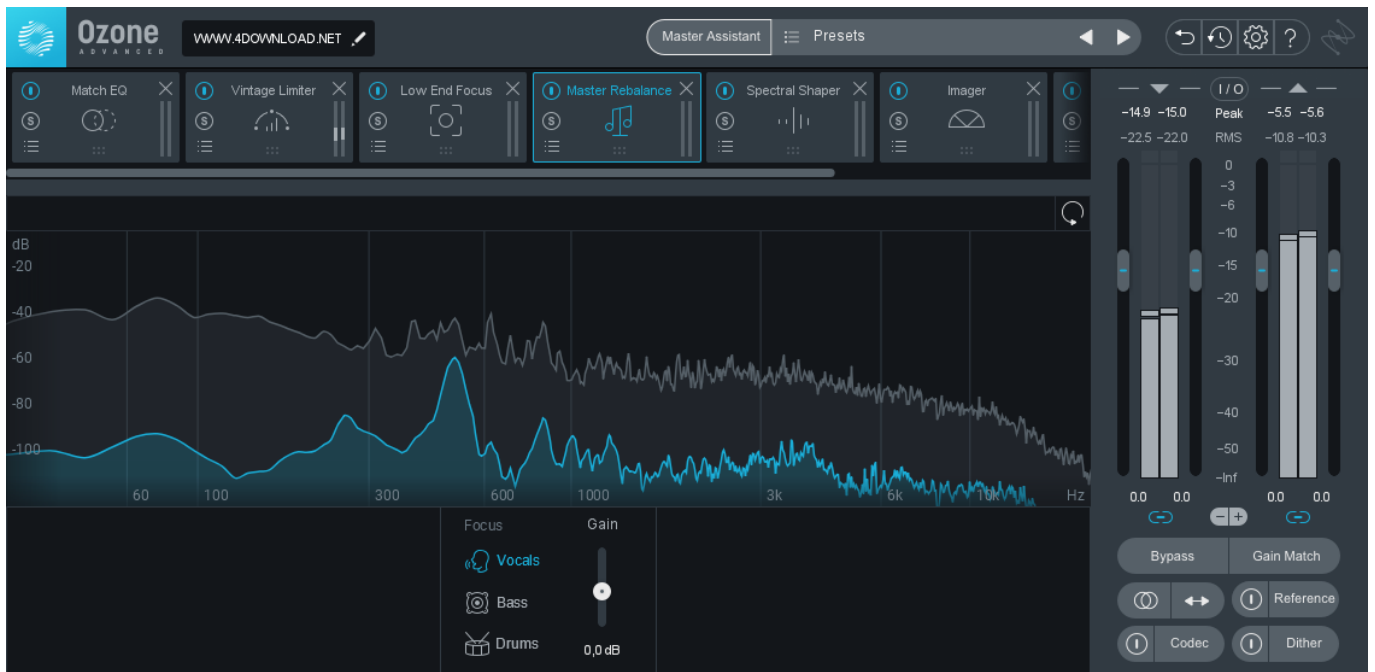 Ozone
ADVANCED
WWW.4DOWNLOAD.NET
Master Assistant
Presets
?
Match EQ
Vintage Limiter
Low End Focus
Master Rebalance
Spectral Shaper
Imager
S
S
S
S
S
S
S
I / O
-14.9 -15.0 Peak -5.5 -5.6
-22.5 -22.0 RMS -10.8 -10.3
0
-3
-6
-10
-15
-20
-30
-40
-50
-Inf
0.0 0.0 0.0 0.0
dB
-20
-40
-60
-80
-100
60 100 300 600 1000 3k 6k 10k Hz
Focus Gain
Vocals
Bass
Drums
0,0 dB
Bypass Gain Match
Reference
Codec Dither